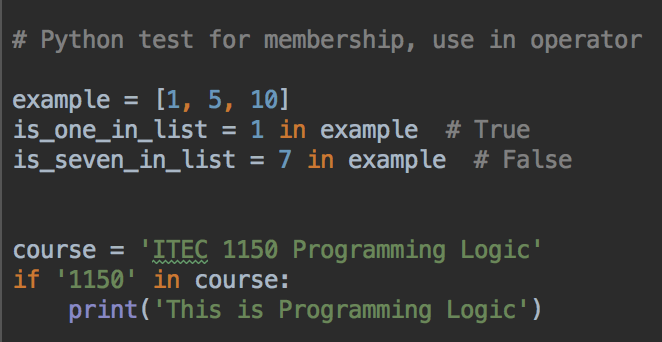 # Python test for membership, use in operator
example = [1, 5, 10]
is_one_in_list = 1 in example  # True
is_seven_in_list = 7 in example  # False
course = 'ITEC 1150 Programming Logic'
if '1150' in course:
    print('This is Programming Logic')